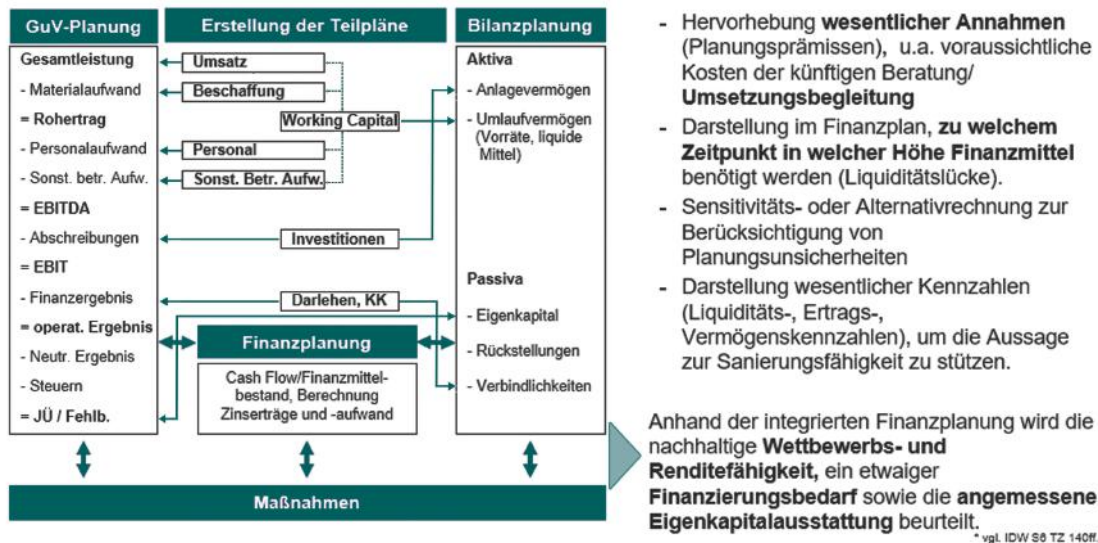 GuV-Planung
Gesamtleistung
- Materialaufwand
= Rohertrag
- Personalaufwand
- Sonst. betr. Aufw.
= EBITDA
- Abschreibungen
= EBIT
- Finanzergebnis
= operat. Ergebnis
- Neutr. Ergebnis
- Steuern
= JÜ / Fehlb.
Erstellung der Teilpläne
Umsatz
Beschaffung
Working Capital
Personal
Sonst. Betr. Aufw.
Investitionen
Darlehen, KK
Finanzplanung
Cash Flow/Finanzmittel-
bestand, Berechnung
Zinserträge und -aufwand
Bilanzplanung
Aktiva
- Anlagevermögen
- Umlaufvermögen
(Vorräte, liquide
Mittel)
Passiva
- Eigenkapital
- Rückstellungen
- Verbindlichkeiten
Maßnahmen
- Hervorhebung wesentlicher Annahmen
(Planungsprämissen), u.a. voraussichtliche
Kosten der künftigen Beratung/
Umsetzungsbegleitung
- Darstellung im Finanzplan, zu welchem
Zeitpunkt in welcher Höhe Finanzmittel
benötigt werden (Liquiditätslücke).
- Sensitivitäts- oder Alternativrechnung zur
Berücksichtigung von
Planungsunsicherheiten
- Darstellung wesentlicher Kennzahlen
(Liquiditäts-, Ertrags-,
Vermögenskennzahlen), um die Aussage
zur Sanierungsfähigkeit zu stützen.
Anhand der integrierten Finanzplanung wird die
nachhaltige Wettbewerbs- und
Renditefähigkeit, ein etwaiger
Finanzierungsbedarf sowie die angemessene
Eigenkapitalausstattung beurteilt.
* vgl. IDW S6 TZ 140ff.